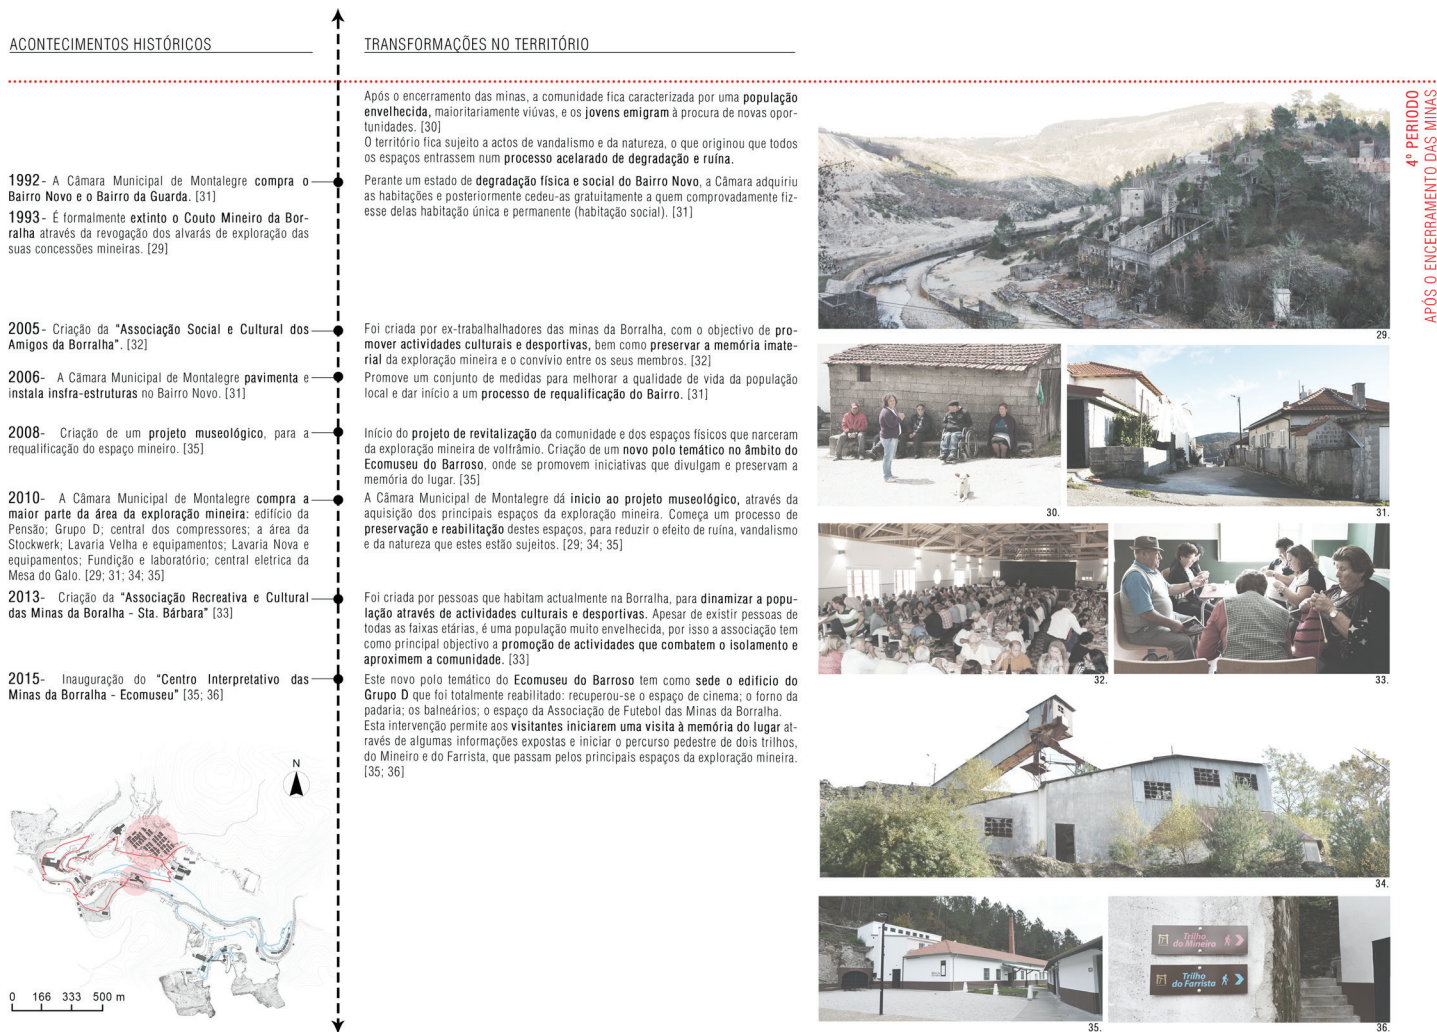 ACONTECIMENTOS HISTÓRICOS
TRANSFORMAÇÕES NO TERRITÓRIO
4º PERIODO
APÓS O ENCERRAMENTO DAS MINAS
Após o encerramento das minas, a comunidade fica caracterizada por uma população
envelhecida, maioritariamente viúvas, e os jovens emigram à procura de novas opor-
tunidades. [30]
O território fica sujeito a actos de vandalismo e da natureza, o que originou que todos
os espaços entrassem num processo acelarado de degradação e ruína.
1992- A Câmara Municipal de Montalegre compra o
Bairro Novo e o Bairro da Guarda. [31]
Perante um estado de degradação física e social do Bairro Novo, a Câmara adquiriu
as habitações e posteriormente cedeu-as gratuitamente a quem comprovadamente fiz-
esse delas habitação única e permanente (habitação social). [31]
1993- É formalmente extinto o Couto Mineiro da Bor-
ralha através da revogação dos alvarás de exploração das
suas concessões mineiras. [29]
2005- Criação da "Associação Social e Cultural dos
Amigos da Borralha". [32]
Foi criada por ex-trabalhalhadores das minas da Borralha, com o objectivo de pro-
mover actividades culturais e desportivas, bem como preservar a memória imate-
rial da exploração mineira e o convívio entre os seus membros. [32]
2006- A Câmara Municipal de Montalegre pavimenta e
instala insfra-estruturas no Bairro Novo. [31]
Promove um conjunto de medidas para melhorar a qualidade de vida da população
local e dar início a um processo de requalificação do Bairro. [31]
2008- Criação de um projeto museológico, para a
requalificação do espaço mineiro. [35]
Início do projeto de revitalização da comunidade e dos espaços físicos que narceram
da exploração mineira de volfrâmio. Criação de um novo polo temático no âmbito do
Ecomuseu do Barroso, onde se promovem iniciativas que divulgam e preservam a
memória do lugar. [35]
2010- A Câmara Municipal de Montalegre compra a
maior parte da área da exploração mineira: edifício da
Pensão; Grupo D; central dos compressores; a área da
Stockwerk; Lavaria Velha e equipamentos; Lavaria Nova e
equipamentos; Fundição e laboratório; central eletrica da
Mesa do Galo. [29; 31; 34; 35]
A Câmara Municipal de Montalegre dá inicio ao projeto museológico, através da
aquisição dos principais espaços da exploração mineira. Começa um processo de
preservação e reabilitação destes espaços, para reduzir o efeito de ruína, vandalismo
e da natureza que estes estão sujeitos. [29; 34; 35]
2013- Criação da "Associação Recreativa e Cultural
das Minas da Boralha - Sta. Bárbara" [33]
Foi criada por pessoas que habitam actualmente na Borralha, para dinamizar a popu-
lação através de actividades culturais e desportivas. Apesar de existir pessoas de
todas as faixas etárias, é uma população muito envelhecida, por isso a associação tem
como principal objectivo a promoção de actividades que combatem o isolamento e
aproximem a comunidade. [33]
2015- Inauguração do "Centro Interpretativo das
Minas da Borralha - Ecomuseu" [35; 36]
Este novo polo temático do Ecomuseu do Barroso tem como sede o edificio do
Grupo D que foi totalmente reabilitado: recuperou-se o espaço de cinema; o forno da
padaria; os balneários; o espaço da Associação de Futebol das Minas da Borralha.
Esta intervenção permite aos visitantes iniciarem uma visita à memória do lugar at-
ravés de algumas informações expostas e iniciar o percurso pedestre de dois trilhos,
do Mineiro e do Farrista, que passam pelos principais espaços da exploração mineira.
[35; 36]
N
0 166 333 500 m
29.
30.
31.
32.
33.
34.
35.
Trilho
do Mineiro
Trilho
do Farrista
36.